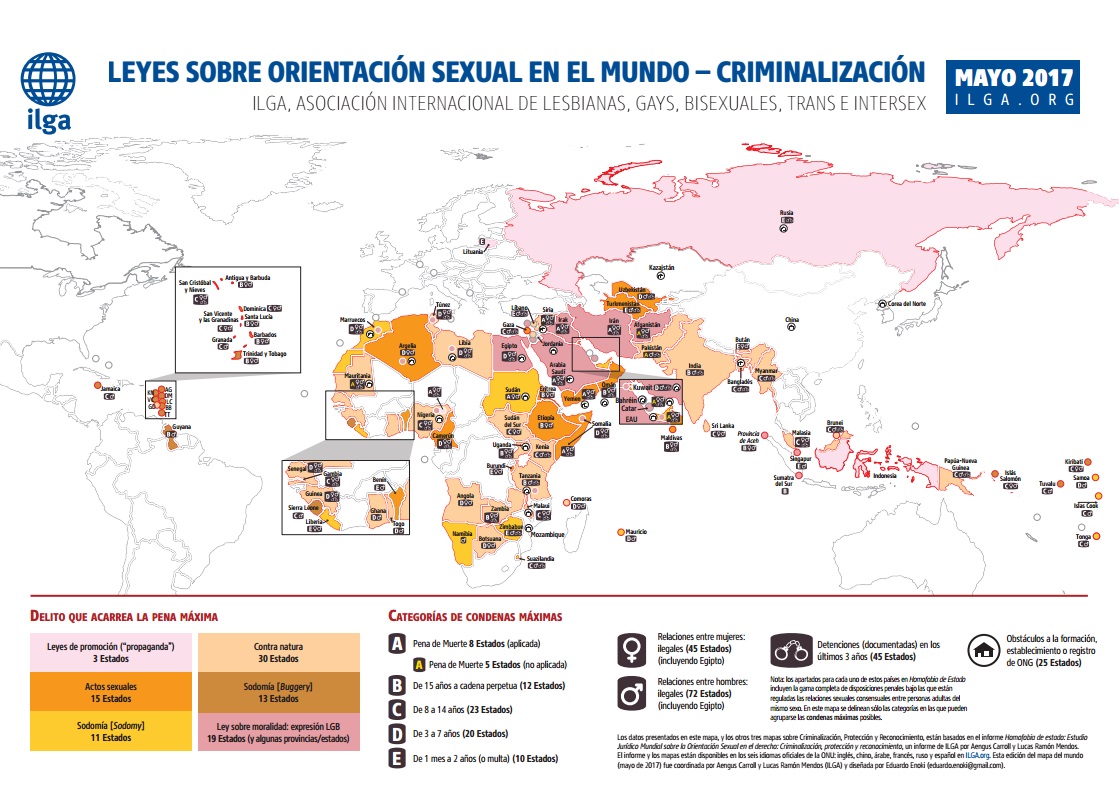 LEYES SOBRE ORIENTACIÓN SEXUAL EN EL MUNDO – CRIMINALIZACIÓN
ILGA, ASOCIACIÓN INTERNACIONAL DE LESBIANAS, GAYS, BISEXUALES, TRANS E INTERSEX
MAYO 2017
ILGA.ORG
ilga
Rusia
Lituania
Kazajstán
Uzbekistán
Turkmenistán
Corea del Norte
China
San Cristóbal
y Nieves
Antigua y Barbuda
San Vicente
y las Granadinas
Dominica
Santa Lucía
Barbados
Granada
Trinidad y Tobago
Jamaica
Guyana
Marruecos
Túnez
Argelia
Libia
Egipto
Mauritania
Gaza
Líbano
Siria
Irak
Jordania
Irán
Afganistán
Pakistán
Arabia
Saudí
Kuwait
Bahréin
Catar
EAU
Omán
Yemen
India
Bután
Bangladés
Myanmar
Sri Lanka
Maldivas
Sudán
Eritrea
Etiopía
Somalia
Sudán
del Sur
Nigeria
Camerún
Uganda
Kenia
Burundi
Tanzania
Senegal
Gambia
Guinea
Sierra Leona
Liberia
Benín
Ghana
Togo
Angola
Zambia
Malaui
Comoras
Zimbabue
Mozambique
Namibia
Botsuana
Suazilandia
Mauricio
Provincia
de Aceh
Malasia
Singapur
Sumatra
del Sur
Brunei
Indonesia
Papúa-Nueva
Guinea
Islas
Salomón
Tuvalu
Kiribati
Samoa
Islas Cook
Tonga
DELITO QUE ACARREA LA PENA MÁXIMA
Leyes de promoción (“propaganda”)
3 Estados
Contra natura
30 Estados
Actos sexuales
15 Estados
Sodomía [Buggery]
13 Estados
Sodomía [Sodomy]
11 Estados
Ley sobre moralidad: expresión LGB
19 Estados (y algunas provincias/estados)
CATEGORÍAS DE CONDENAS MÁXIMAS
A Pena de Muerte 8 Estados (aplicada)
A Pena de Muerte 5 Estados (no aplicada)
B De 15 años a cadena perpetua (12 Estados)
C De 8 a 14 años (23 Estados)
D De 3 a 7 años (20 Estados)
E De 1 mes a 2 años (o multa) (10 Estados)
Relaciones entre mujeres:
ilegales (45 Estados)
(incluyendo Egipto)
Relaciones entre hombres:
ilegales (72 Estados)
(incluyendo Egipto)
Detenciones (documentadas) en los
últimos 3 años (45 Estados)
Obstáculos a la formación,
establecimiento o registro
de ONG (25 Estados)
Nota: los apartados para cada uno de estos países en Homofobia de Estado
incluyen la gama completa de disposiciones penales bajo las que están
reguladas las relaciones sexuales consensuales entre personas adultas del
mismo sexo. En este mapa se delinean sólo las categorías en las que pueden
agruparse las condenas máximas posibles.
Los datos presentados en este mapa, y los otros tres mapas sobre Criminalización, Protección y Reconocimiento, están basados en el informe Homofobia de estado: Estudio
Jurídico Mundial sobre la Orientación Sexual en el derecho: Criminalización, protección y reconocimiento, un informe de ILGA por Aengus Carroll y Lucas Ramón Mendos.
El informe y los mapas están disponibles en los seis idiomas oficiales de la ONU: inglés, chino, árabe, francés, ruso y español en ILGA.org. Esta edición del mapa del mundo
(mayo de 2017) fue coordinada por Aengus Carroll y Lucas Ramón Mendos (ILGA) y diseñada por Eduardo Enoki (eduardo.enoki@gmail.com).